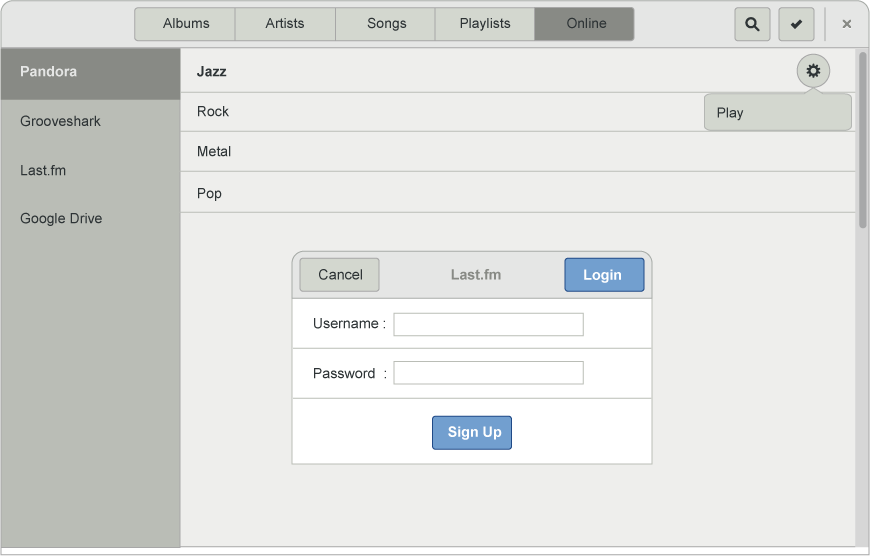 Albums Artists Songs Playlists Online
Pandora
Grooveshark
Last.fm
Google Drive
Jazz
Rock
Play
Metal
Pop
Cancel Last.fm Login
Username :
Password :
Sign Up